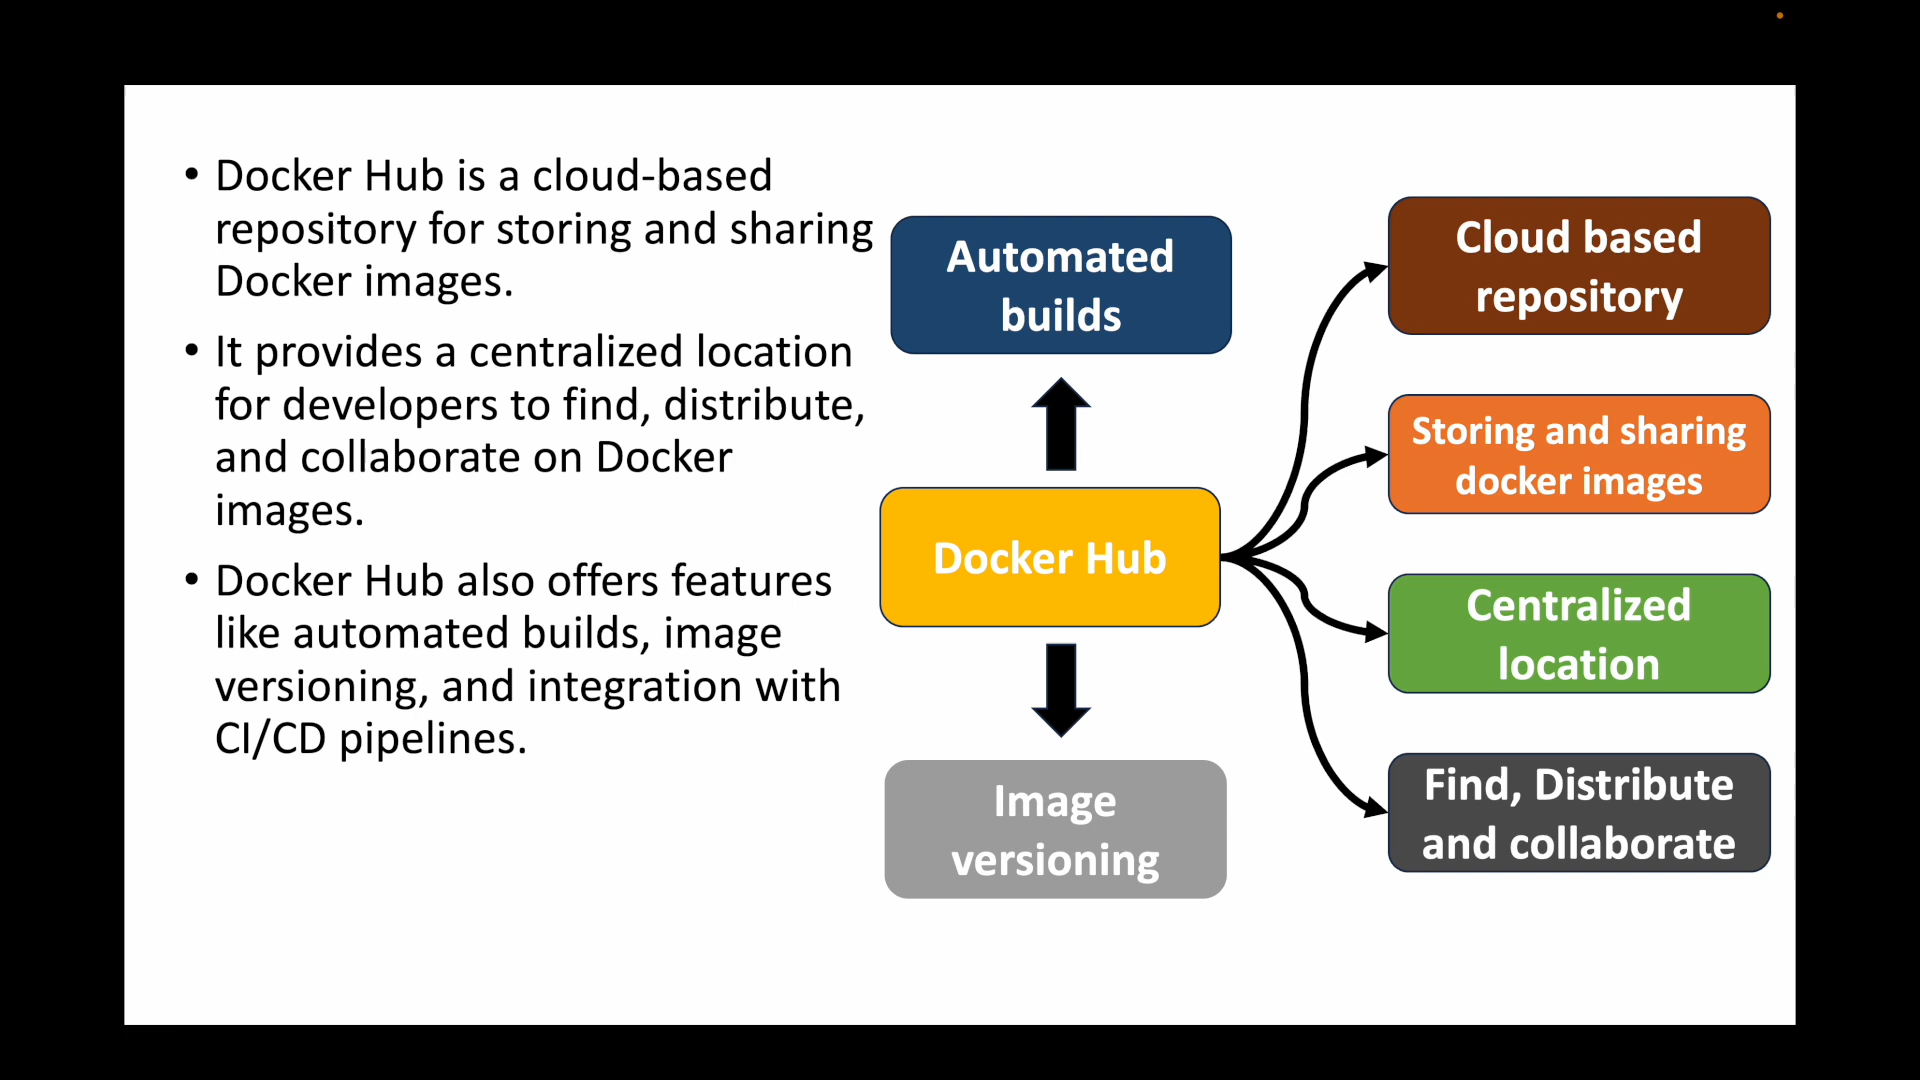 • Docker Hub is a cloud-based
repository for storing and sharing
Docker images.
• It provides a centralized location
for developers to find, distribute,
and collaborate on Docker
images.
• Docker Hub also offers features
like automated builds, image
versioning, and integration with
CI/CD pipelines.
Automated
builds
Docker Hub
Image
versioning
Cloud based
repository
Storing and sharing
docker images
Centralized
location
Find, Distribute
and collaborate